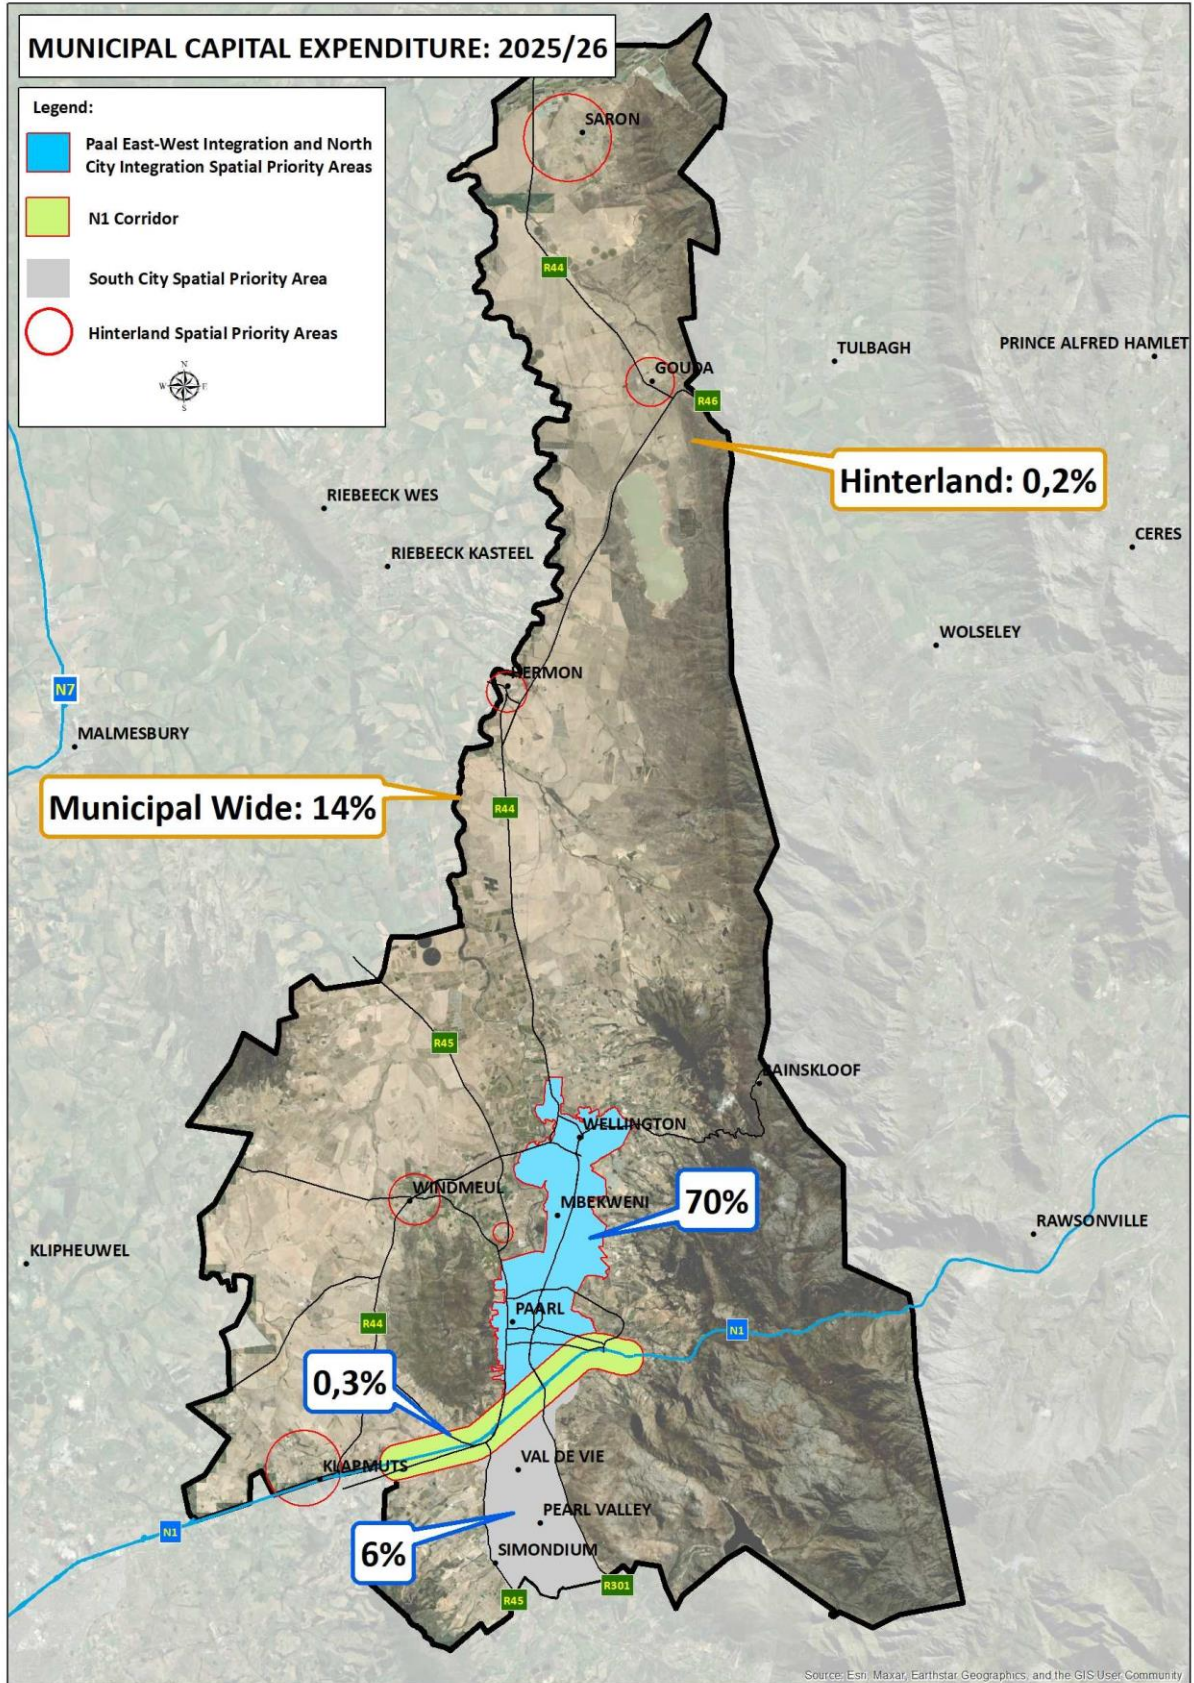 MUNICIPAL CAPITAL EXPENDITURE: 2025/26
Legend:
Paal East-West Integration and North
City Integration Spatial Priority Areas
N1 Corridor
South City Spatial Priority Area
Hinterland Spatial Priority Areas
N
W E
S
SARON
R44
GOUDA
TULBAGH
PRINCE ALFRED HAMLET
R46
Hinterland: 0,2%
RIEBEECK WES
RIEBEECK KASTEEL
CERES
WOLSELEY
HERMON
N7
MALMESBURY
Municipal Wide: 14%
R44
R45
BAINSKLOOF
WELLINGTON
WINDMEUL
MBEKWENI
70%
RAWSONVILLE
KLIPHEUWEL
PAARL
R44
N1
0,3%
VAL DE VIE
KLAPMUTS
PEARL VALLEY
N1
6%
SIMONDIUM
R45
R301
Source: Esri, Maxar, Earthstar Geographics, and the GIS User Community